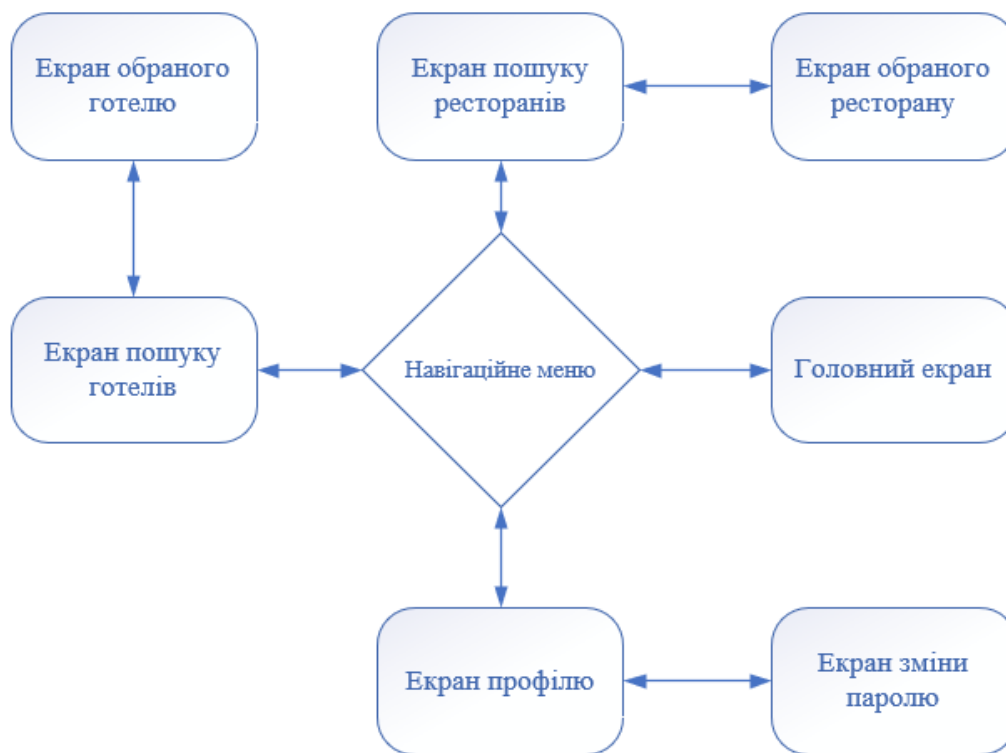 Екран обраного
готелю
Екран пошуку
ресторанів
Екран обраного
ресторану
Екран пошуку
готелів
Навігаційне меню
Головний екран
Екран профілю
Екран зміни
паролю